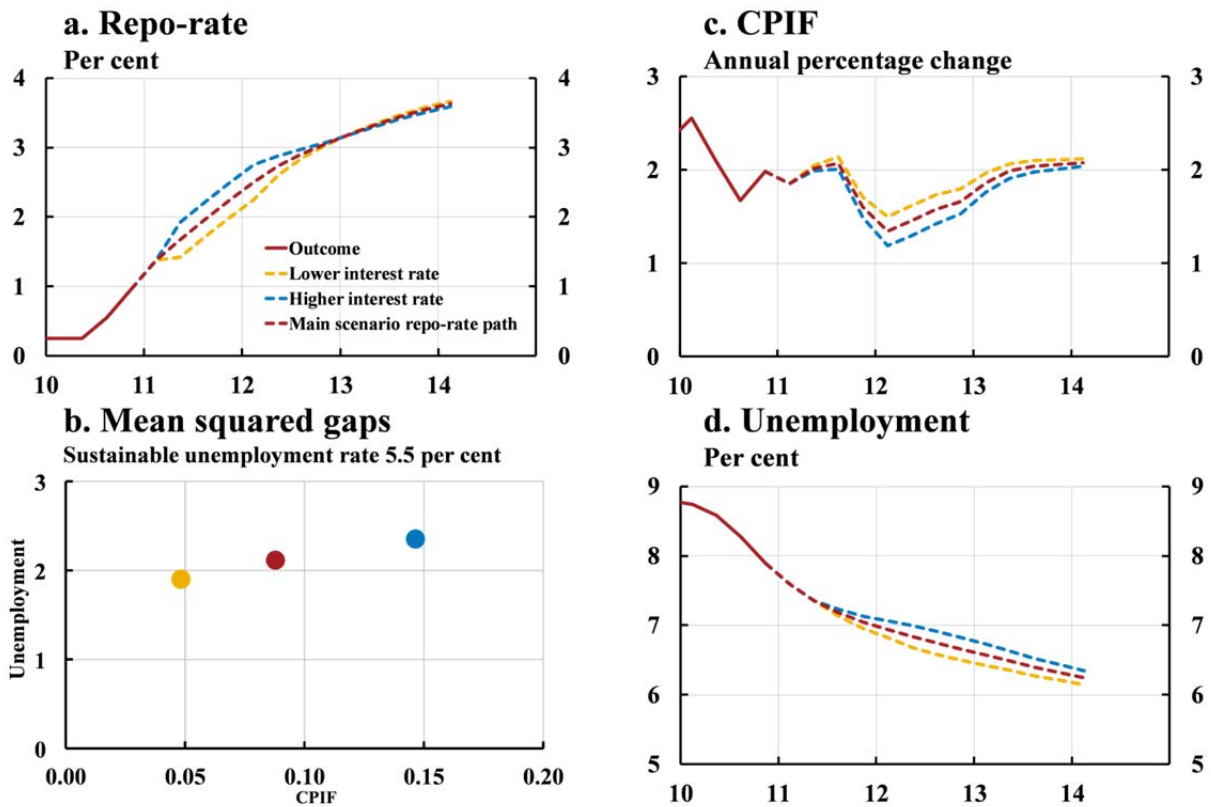 a. Repo-rate
Per cent
4 4
3 3
2 2
1 1
0 0
10 11 12 13 14
Outcome
Lower interest rate
Higher interest rate
Main scenario repo-rate path
c. CPIF
Annual percentage change
3 3
2 2
1 1
0 0
10 11 12 13 14
b. Mean squared gaps
Sustainable unemployment rate 5.5 per cent
Unemployment
3
2
1
0
0.00 0.05 0.10 0.15 0.20
CPIF
d. Unemployment
Per cent
9 9
8 8
7 7
6 6
5 5
10 11 12 13 14